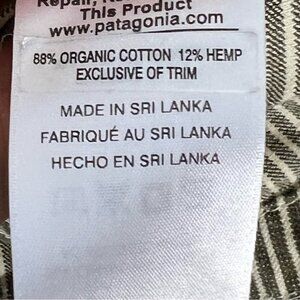 Repair,
This Product
www.patagonia.com
88% ORGANIC COTTON 12% HEMP
EXCLUSIVE OF TRIM
MADE IN SRI LANKA
FABRIQUÉ AU SRI LANKA
HECHO EN SRI LANKA